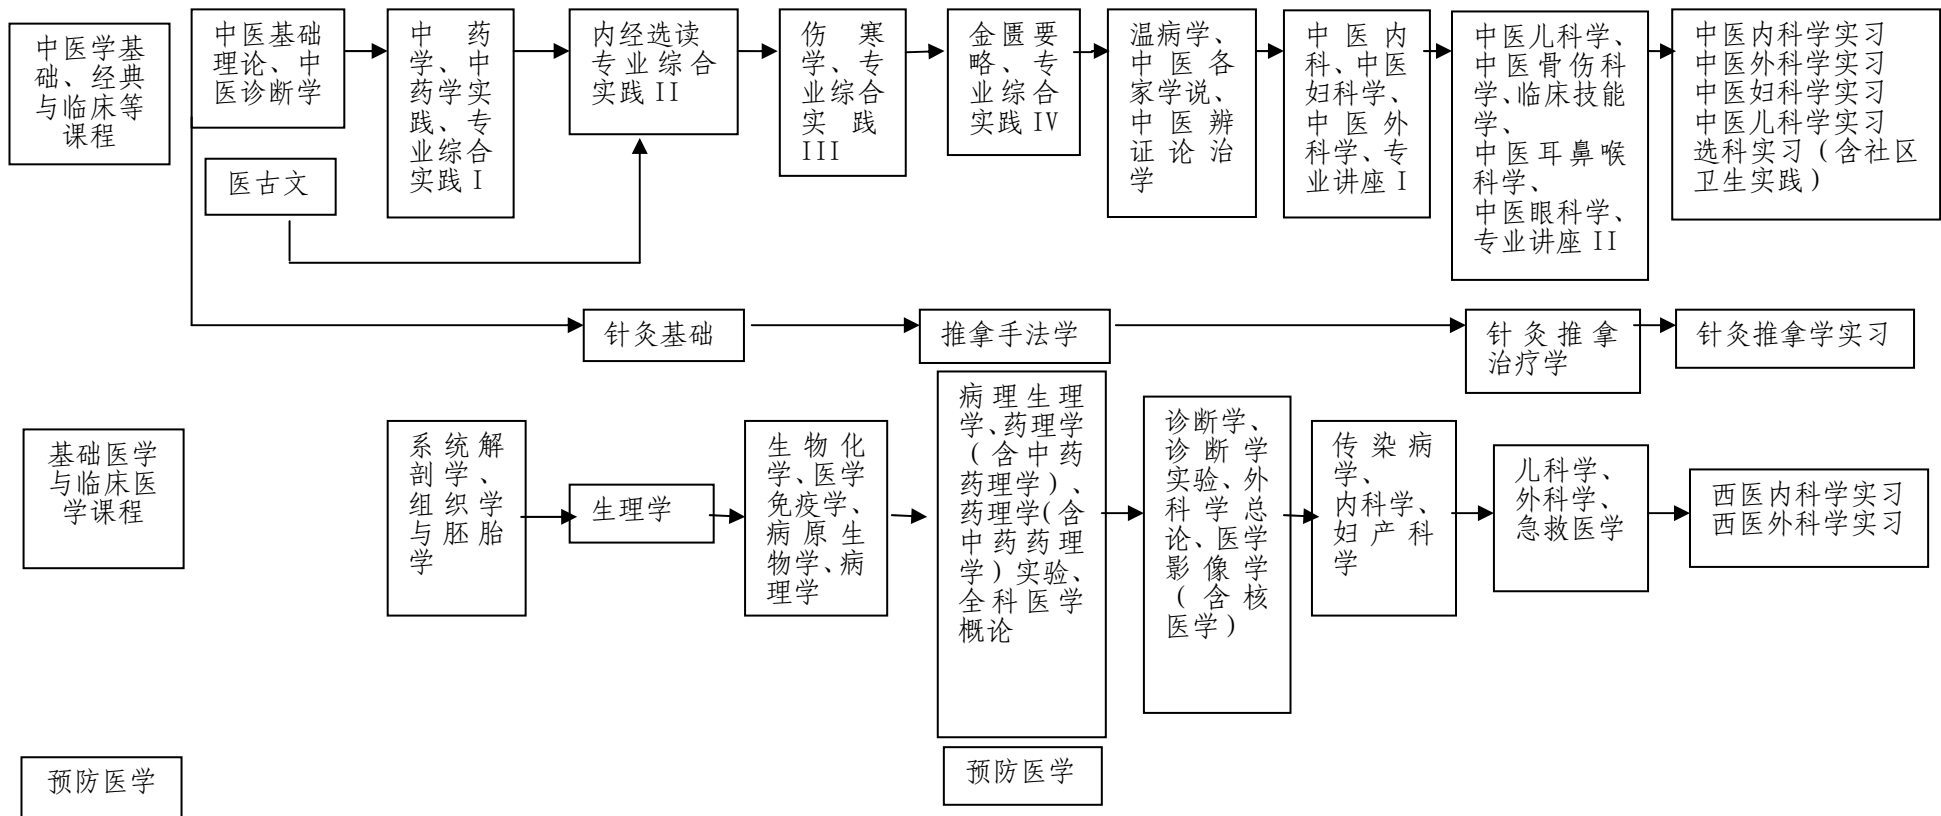 中医学基
础、经典
与临床等
课程
中医基础
理论、中
医诊断学
医古文
中药
学、中
药学实
践、专
业综合
实践 I
内经选读
专业综合
实践 II
伤寒
学、专
业综合
实践
III
金匮要
略、专
业综合
实践 IV
温病学、
中医各
家学说、
中医辨
证论治
学
中医内
科、中医
妇科学、
中医外
科学、专
业讲座 I
中医儿科学、
中医骨伤科
学、临床技能
学、
中医耳鼻喉
科学、
中医眼科学、
专业讲座 II
中医内科学实习
中医外科学实习
中医妇科学实习
中医儿科学实习
选科实习（含社区
卫生实践）
针灸基础
推拿手法学
针灸推拿
治疗学
针灸推拿学实习
基础医学
与临床医
学课程
系统解
剖学、
组织学
与胚胎
学
生理学
生物化
学、医学
免疫学、
病原生
物学、病
理学
病理生理
学、药理学
（含中药
药理学）、
药理学(含
中药药理
学）实验、
全科医学
概论
诊断学、
诊断学
实验、外
科学总
论、医学
影像学
（含核
医学）
传染病
学、
内科学、
妇产科
学
儿科学、
外科学、
急救医学
西医内科学实习
西医外科学实习
预防医学
预防医学